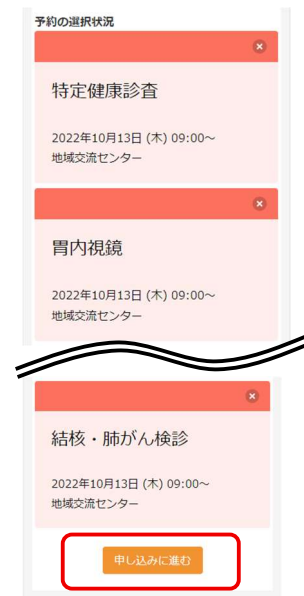 予約の選択状況
特定健康診査
2022年10月13日 (木) 09:00～
地域交流センター
胃内視鏡
2022年10月13日 (木) 09:00～
地域交流センター
結核・肺がん検診
2022年10月13日 (木) 09:00～
地域交流センター
申し込みに進む